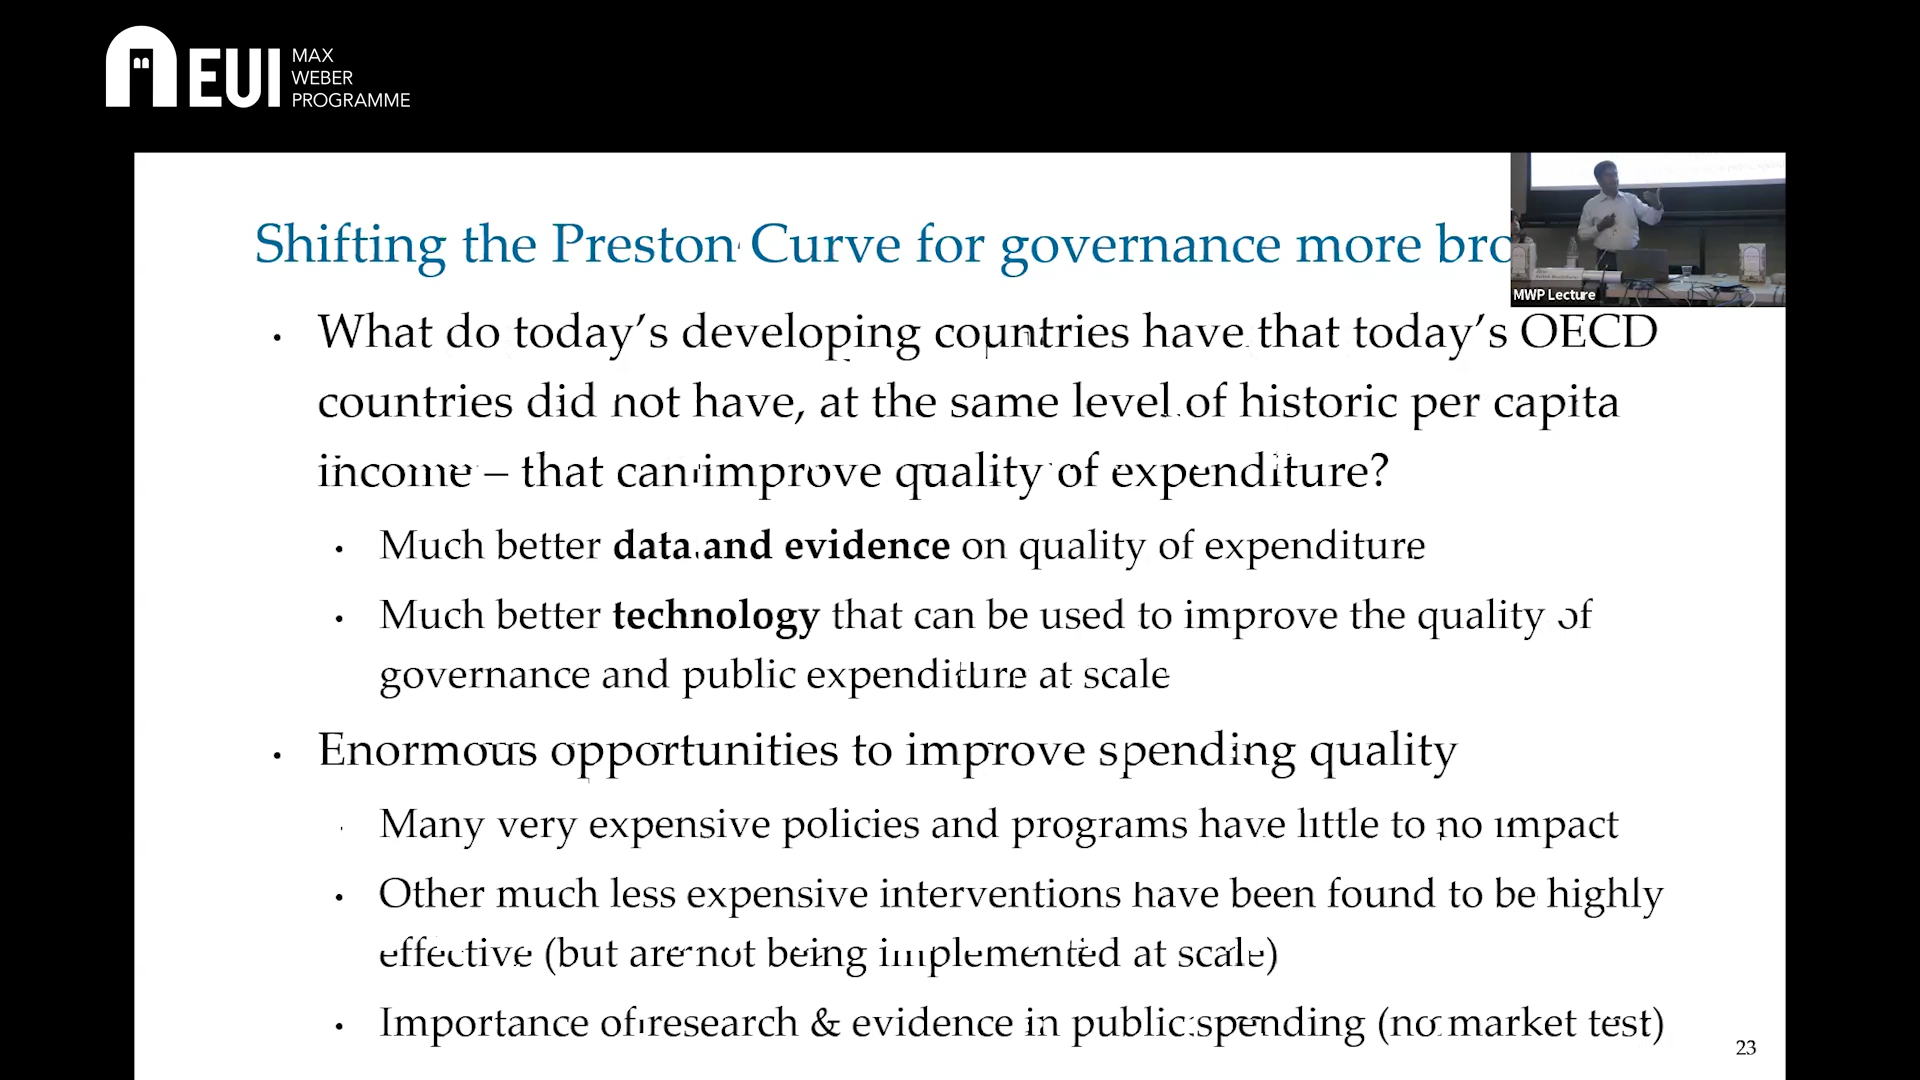 EUI
MAX
WEBER
PROGRAMME
Shifting the Preston Curve for governance more bro
MWP Lecture
• What do today's developing countries have that today's OECD
countries did not have, at the same level of historic per capita
income – that can improve quality of expenditure?
• Much better data and evidence on quality of expenditure
• Much better technology that can be used to improve the quality of
governance and public expenditure at scale
• Enormous opportunities to improve spending quality
• Many very expensive policies and programs have little to no impact
• Other much less expensive interventions have been found to be highly
effective (but are not being implemented at scale)
• Importance of research & evidence in public spending (no market test)
23